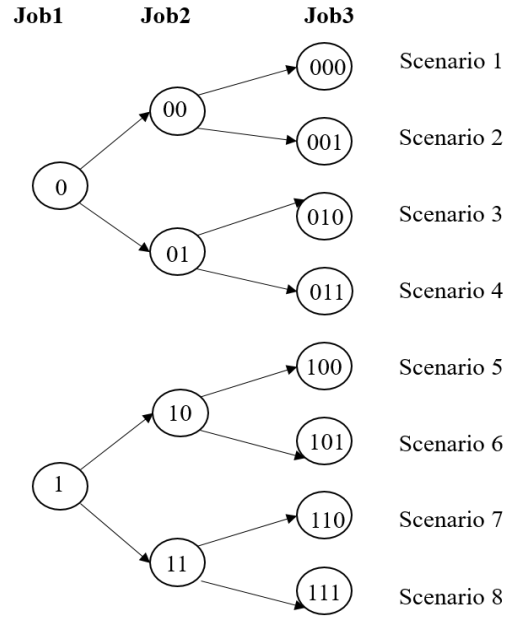 Job1 Job2 Job3
000 Scenario 1
00
001 Scenario 2
0
010 Scenario 3
01
011 Scenario 4
100 Scenario 5
10
101 Scenario 6
1
110 Scenario 7
11
111 Scenario 8